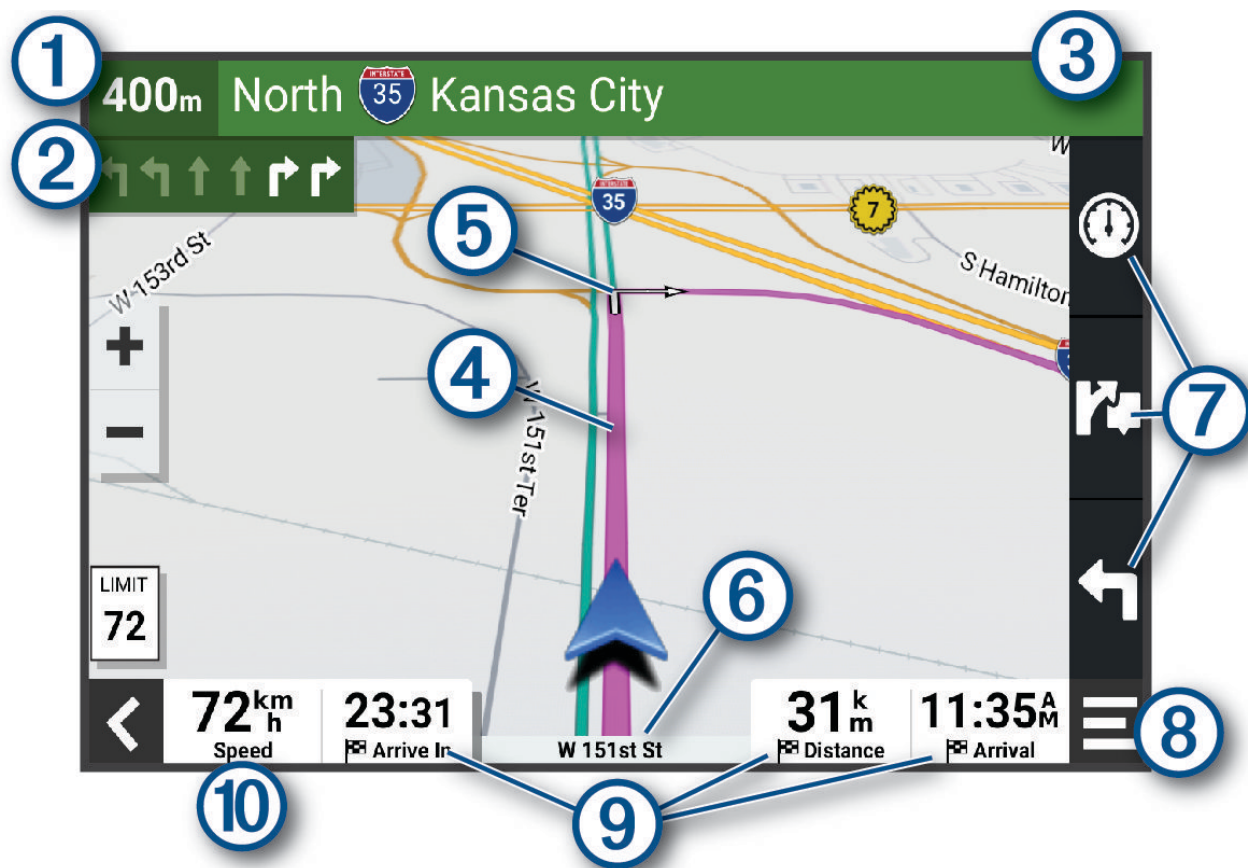 1
3
400m North INTERSTATE 35 Kansas City
2
35
7
5
W 153rd St
S Hamilton
4
7
W 151st Ter
LIMIT
72
6
72 km h
Speed
23:31
Arrive In
W 151st St
31 k m
Distance
11:35 AM
Arrival
8
10
9